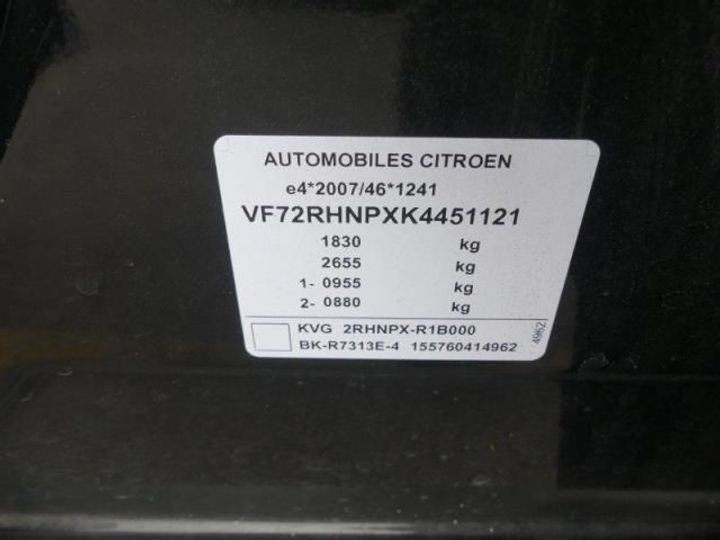 AUTOMOBILES CITROEN
e4*2007/46*1241
VF72RHNPXK4451121
1830 kg
2655 kg
1- 0955 kg
2- 0880 kg
KVG 2RHNPX-R1B000
BK-R7313E-4 155760414962
4962